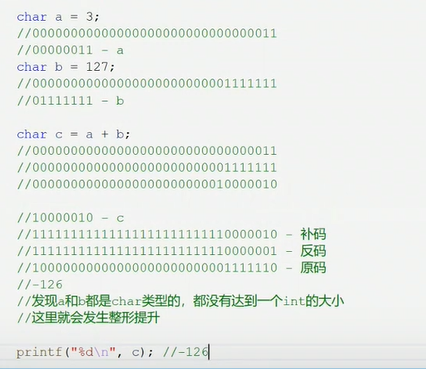 char a = 3;
//00000000000000000000000000000011
//00000011 - a
char b = 127;
//00000000000000000000000001111111
//01111111 - b
char c = a + b;
//00000000000000000000000000000011
//00000000000000000000000001111111
//00000000000000000000000010000010
//10000010 - c
//11111111111111111111111110000010 - 补码
//11111111111111111111111110000001 - 反码
//10000000000000000000000001111110 - 原码
//-126
//发现a和b都是char类型的，都没有达到一个int的大小
//这里就会发生整形提升
printf("%d\n", c); //-126